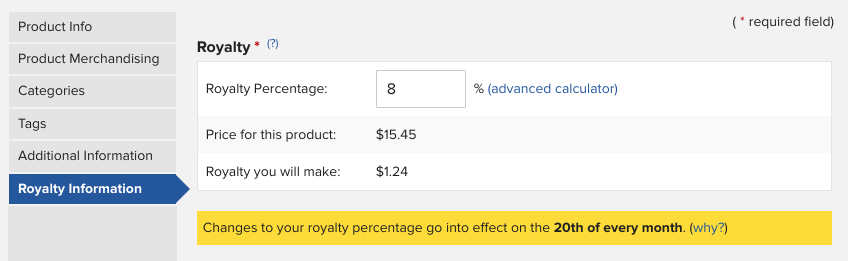 Product Info
Product Merchandising
Categories
Tags
Additional Information
Royalty Information
( * required field)
Royalty * (?)
Royalty Percentage: 8 % (advanced calculator)
Price for this product: $15.45
Royalty you will make: $1.24
Changes to your royalty percentage go into effect on the 20th of every month. (why?)